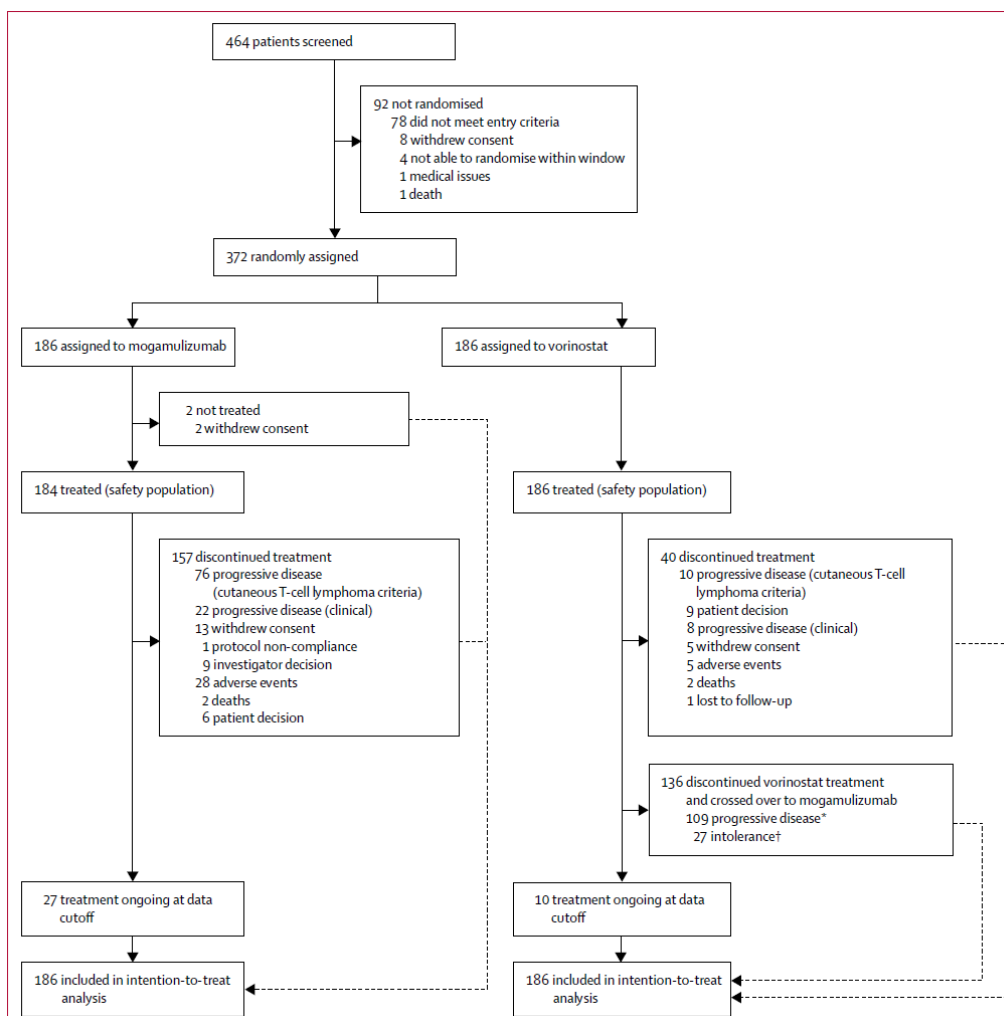 464 patients screened
92 not randomised
78 did not meet entry criteria
8 withdrew consent
4 not able to randomise within window
1 medical issues
1 death
372 randomly assigned
186 assigned to mogamulizumab
186 assigned to vorinostat
2 not treated
2 withdrew consent
184 treated (safety population)
186 treated (safety population)
157 discontinued treatment
76 progressive disease
(cutaneous T-cell lymphoma criteria)
22 progressive disease (clinical)
13 withdrew consent
1 protocol non-compliance
9 investigator decision
28 adverse events
2 deaths
6 patient decision
40 discontinued treatment
10 progressive disease (cutaneous T-cell
lymphoma criteria)
9 patient decision
8 progressive disease (clinical)
5 withdrew consent
5 adverse events
2 deaths
1 lost to follow-up
136 discontinued vorinostat treatment
and crossed over to mogamulizumab
109 progressive disease*
27 intolerance†
27 treatment ongoing at data
cutoff
10 treatment ongoing at data
cutoff
186 included in intention-to-treat
analysis
186 included in intention-to-treat
analysis